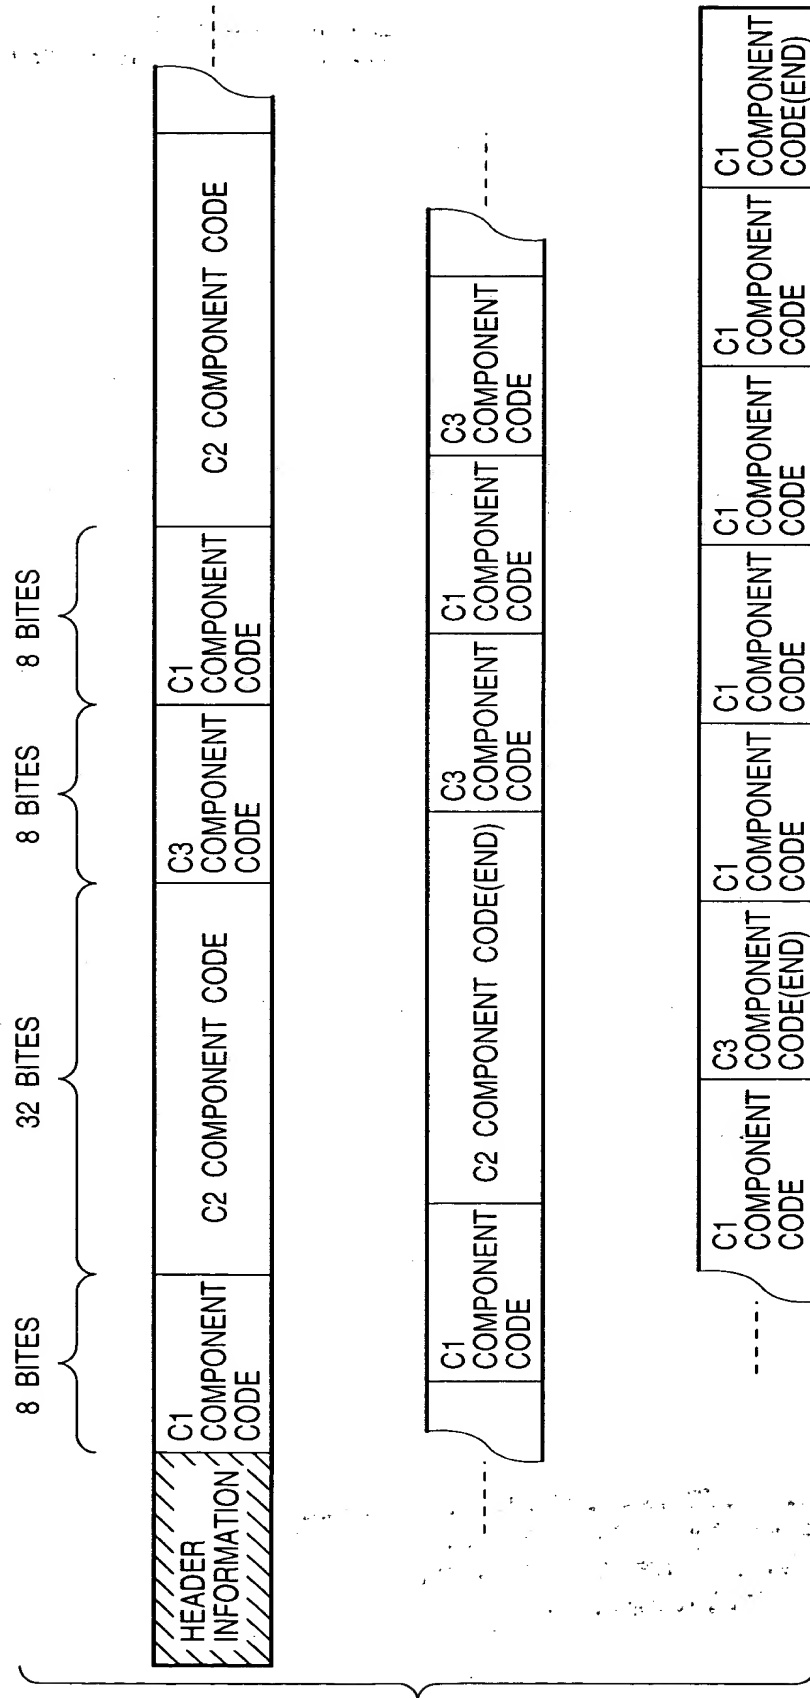 8 BITES
32 BITES
8 BITES
8 BITES
HEADER
INFORMATION
C1
COMPONENT
CODE
C2 COMPONENT CODE
C3
COMPONENT
CODE
C1
COMPONENT
CODE
C2 COMPONENT CODE
C1
COMPONENT
CODE
C2 COMPONENT CODE(END)
C3
COMPONENT
CODE
C1
COMPONENT
CODE
C3
COMPONENT
CODE
C1
COMPONENT
CODE
C3
COMPONENT
CODE(END)
C1
COMPONENT
CODE
C1
COMPONENT
CODE
C1
COMPONENT
CODE
C1
COMPONENT
CODE
C1
COMPONENT
CODE(END)